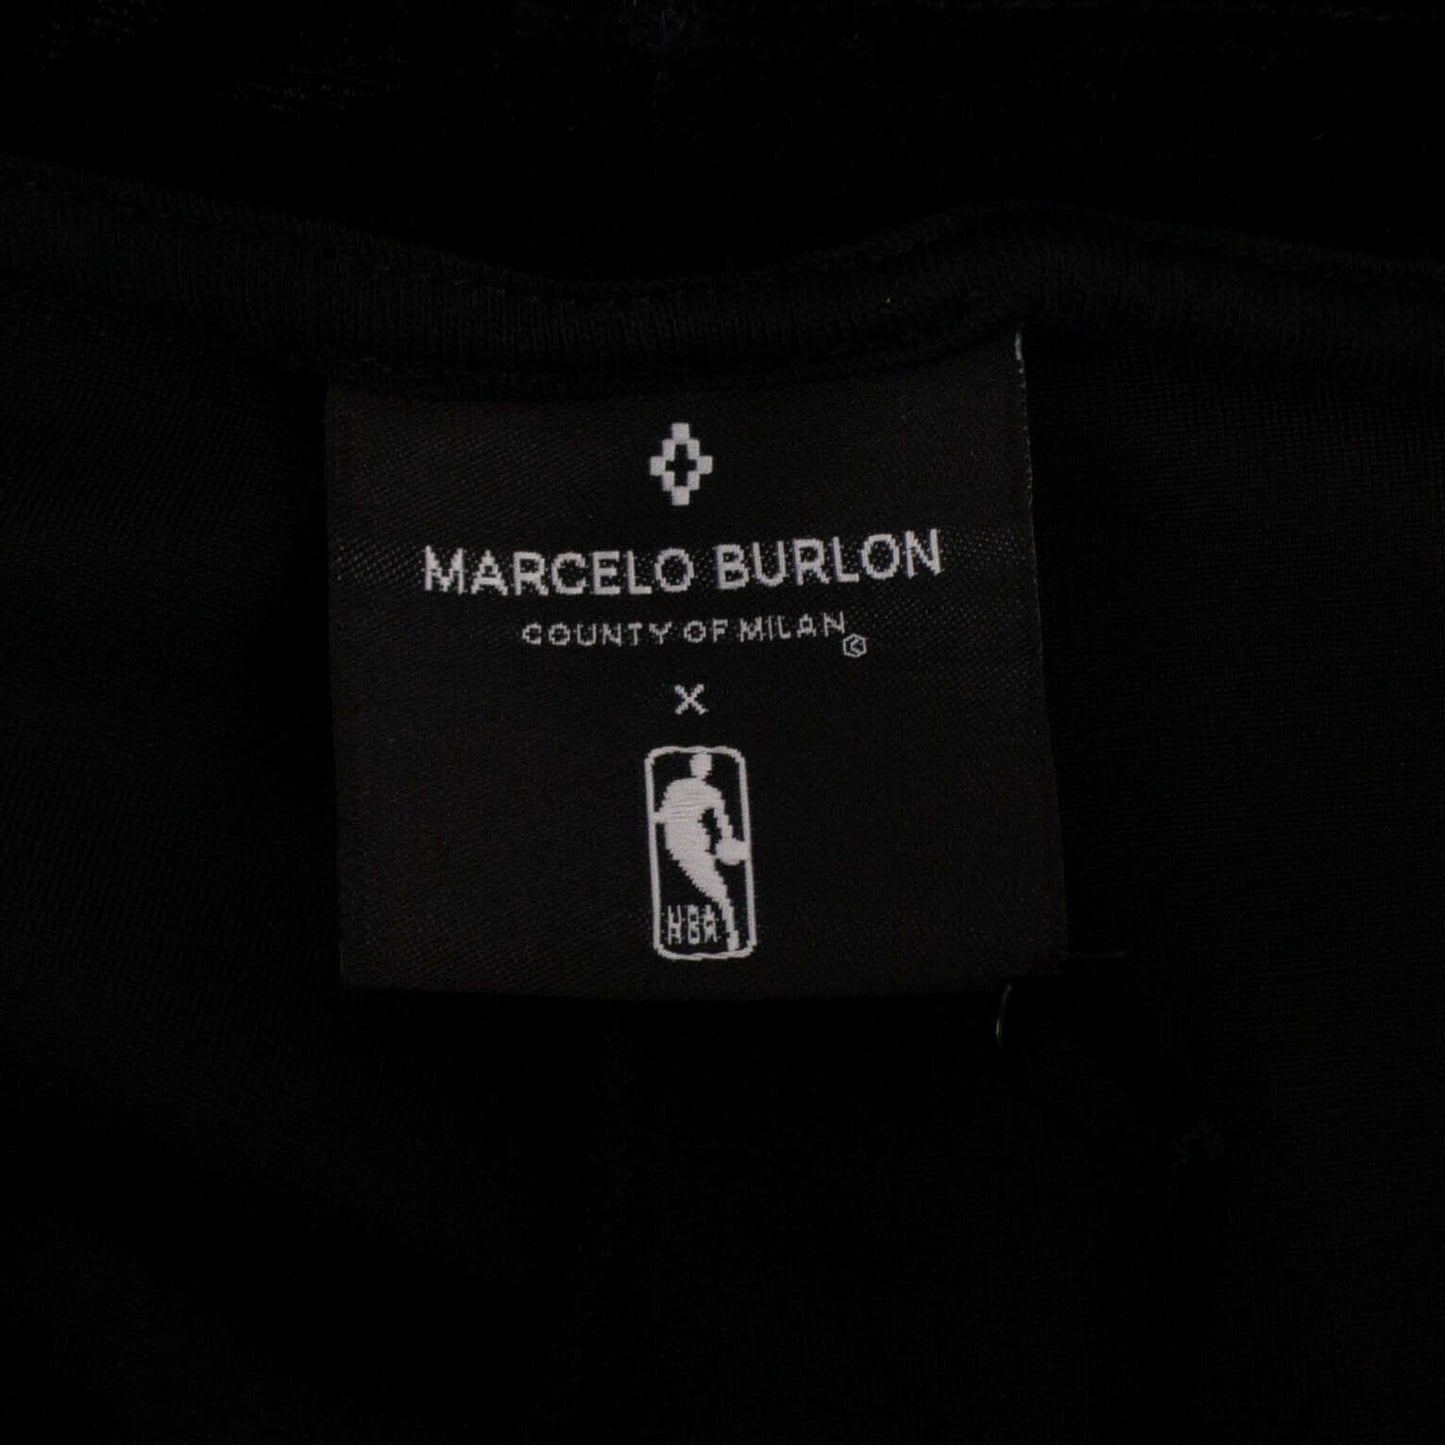 MARCELO BURLON
COUNTY OF MILAN
X
NBA